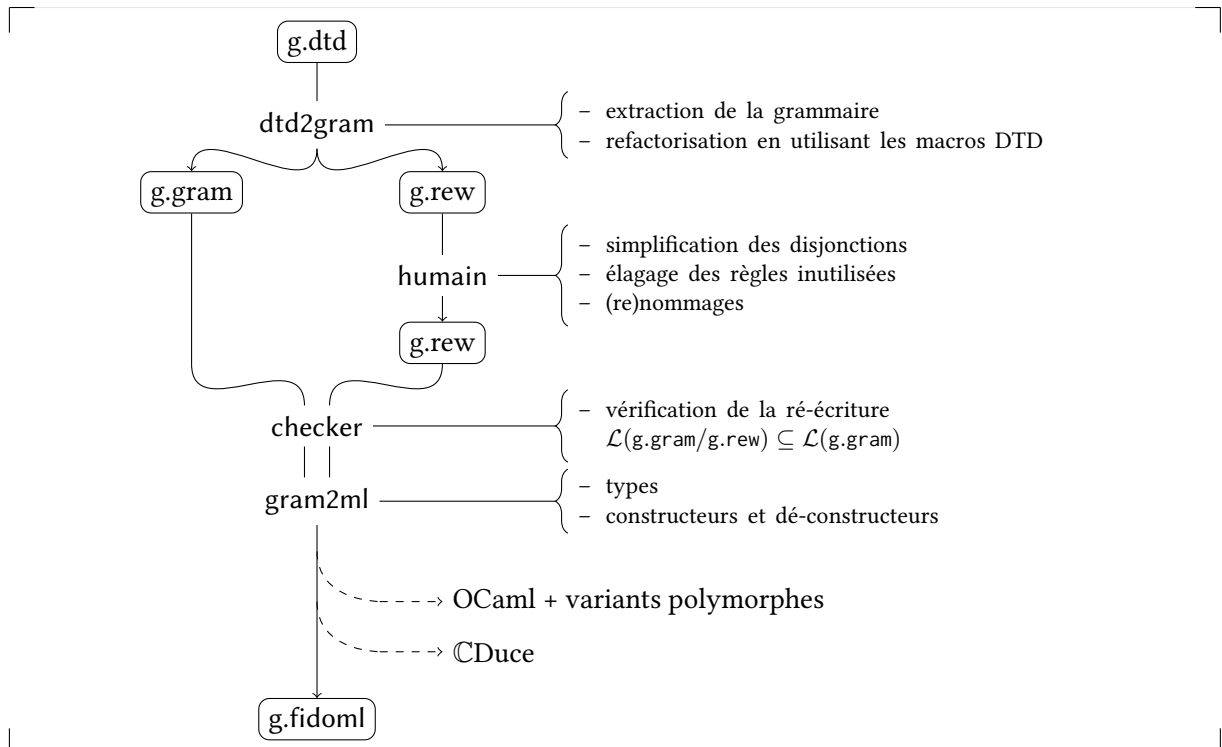 g.dtd
dtd2gram
– extraction de la grammaire
– refactorisation en utilisant les macros DTD
g.gram
g.rew
humain
– simplification des disjonctions
– élagage des règles inutilisées
– (re)nommages
g.rew
checker
– vérification de la ré-écriture
ℒ(g.gram/g.rew) ⊆ ℒ(g.gram)
gram2ml
– types
– constructeurs et dé-constructeurs
OCaml + variants polymorphes
ℂDuce
g.fidoml